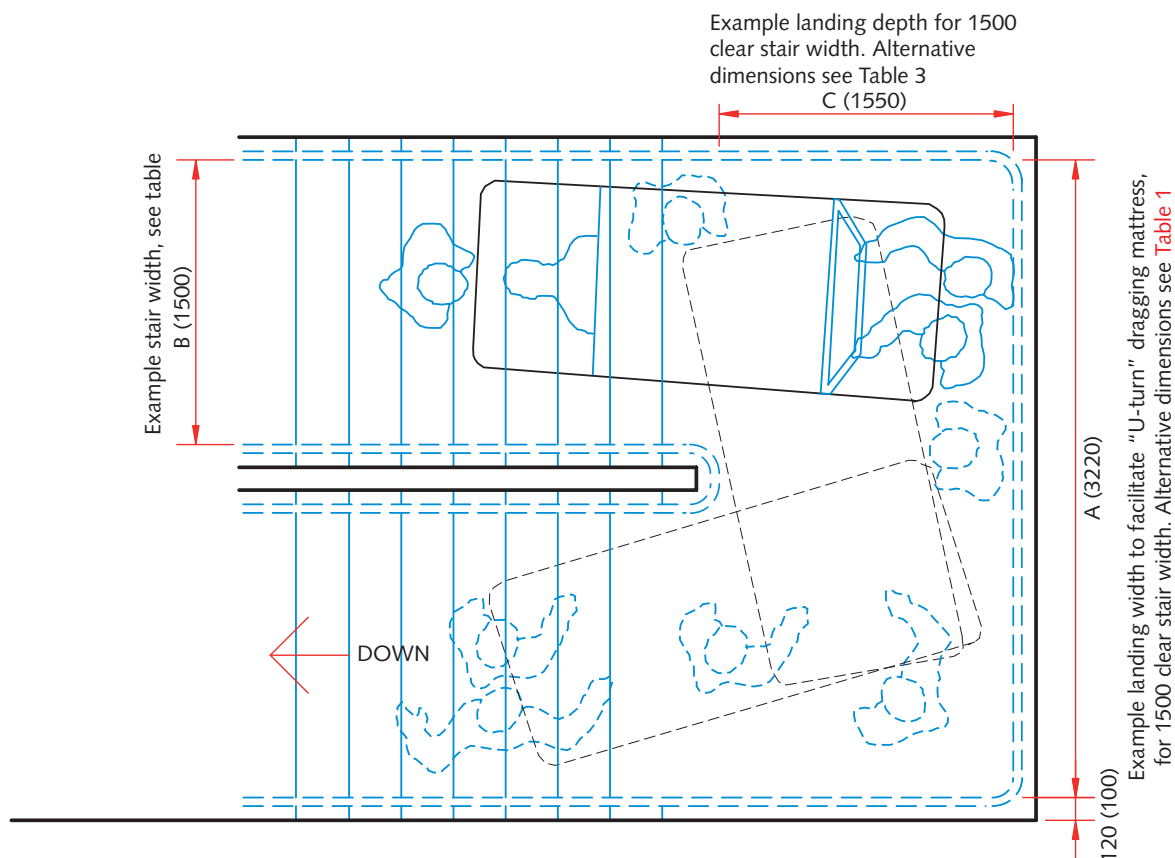 Example landing depth for 1500
clear stair width. Alternative
dimensions see Table 3
C (1550)
Example stair width, see table
B (1500)
DOWN
A (3220)
120 (100)
Example landing width to facilitate “U-turn” dragging mattress,
for 1500 clear stair width. Alternative dimensions see Table 1